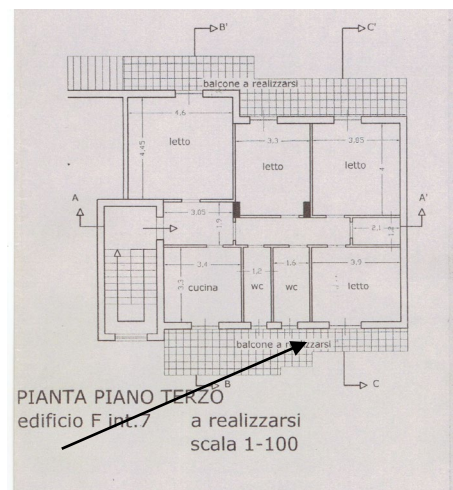 B'
C'
balcone a realizzarsi
4,6
letto
4,45
3,3
3,85
letto
letto
4
A
A'
3,05
1,9
2,1
3,4
1,2
1,6
3,9
3,3
cucina
wc
wc
letto
balcone a realizzarsi
B
C
PIANTA PIANO TERZO
edificio F int.7 a realizzarsi
scala 1-100